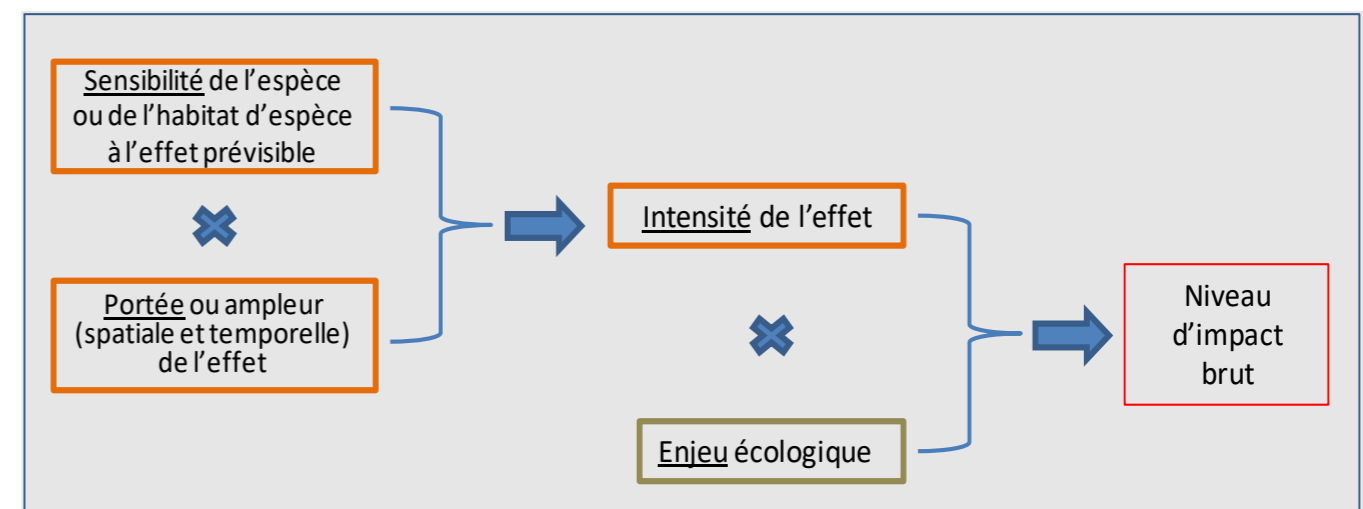 Sensibilité de l'espèce
ou de l'habitat d'espèce
à l'effet prévisible
Portée ou ampleur
(spatiale et temporelle)
de l'effet
Intensité de l'effet
Enjeu écologique
Niveau
d'impact
brut